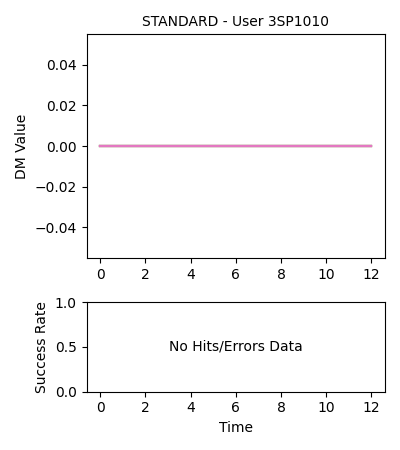 STANDARD - User 3SP1010
DM Value
0.04
0.02
0.00
−0.02
−0.04
0 2 4 6 8 10 12
Success Rate
1.0
0.5
0.0
No Hits/Errors Data
0 2 4 6 8 10 12
Time